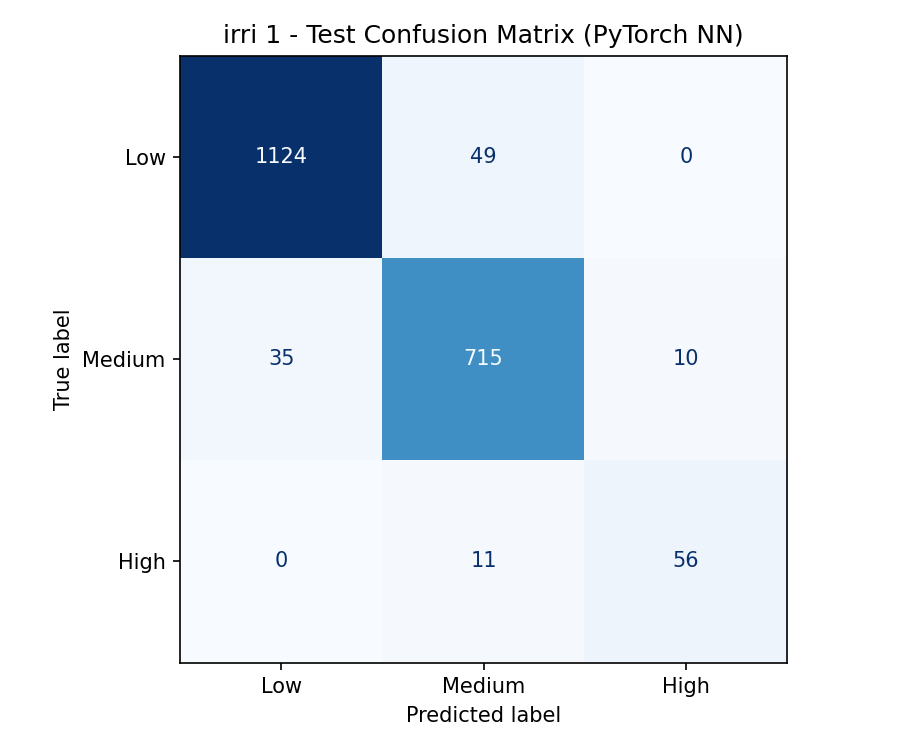 irri 1 - Test Confusion Matrix (PyTorch NN)
Low 1124 49 0
True label
Medium 35 715 10
High 0 11 56
Low Medium High
Predicted label